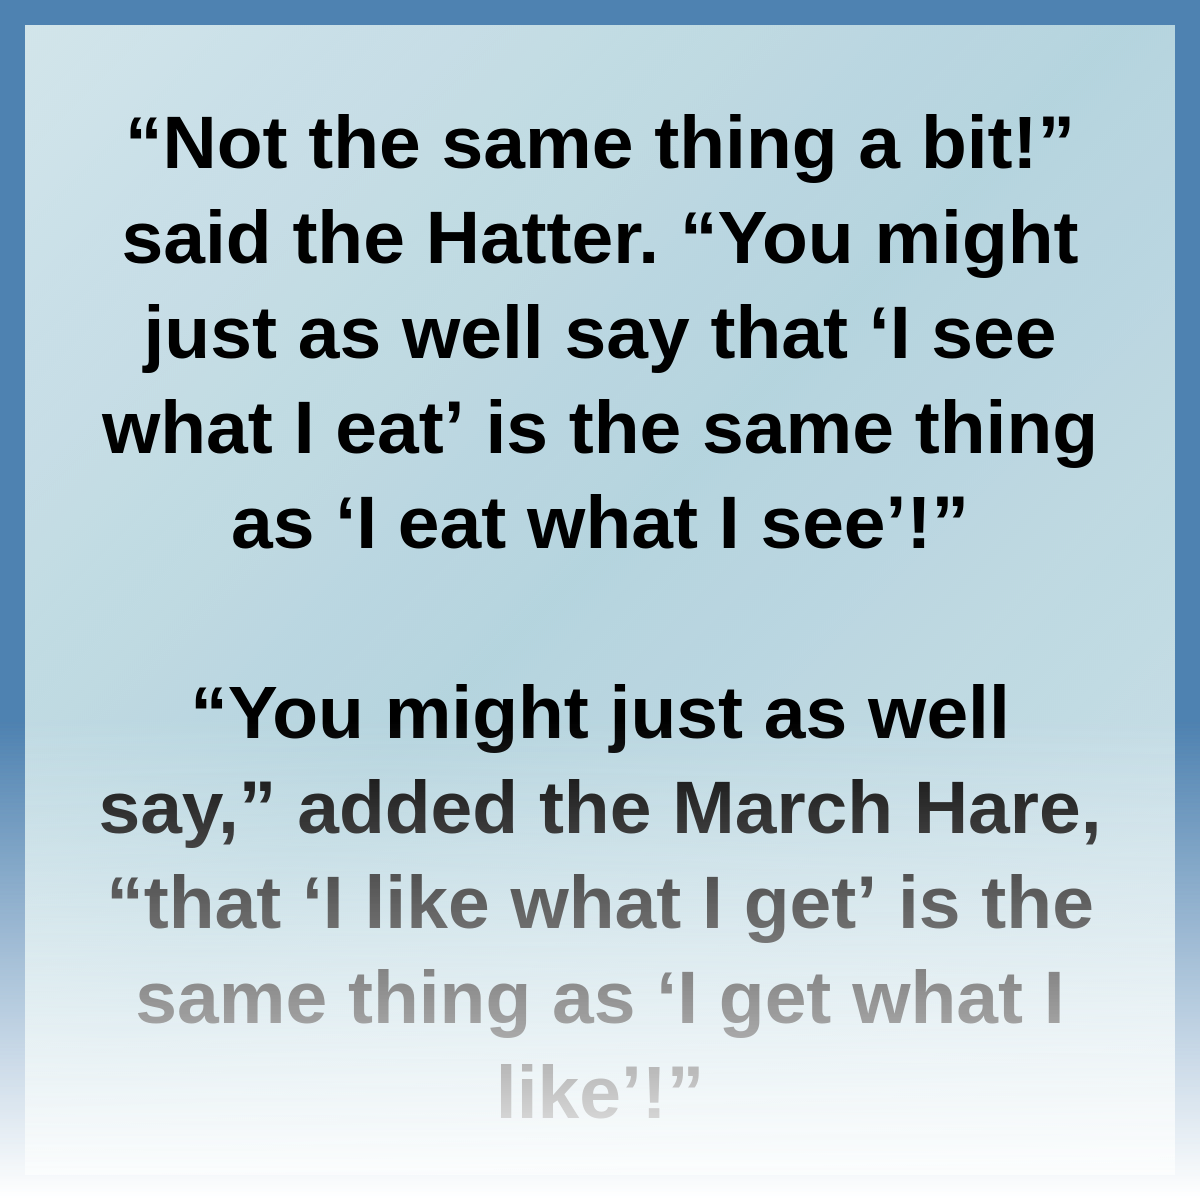 “Not the same thing a bit!”
said the Hatter. “You might
just as well say that ‘I see
what I eat’ is the same thing
as ‘I eat what I see’!”
“You might just as well
say,” added the March Hare,
“that ‘I like what I get’ is the
same thing as ‘I get what I
like’!”